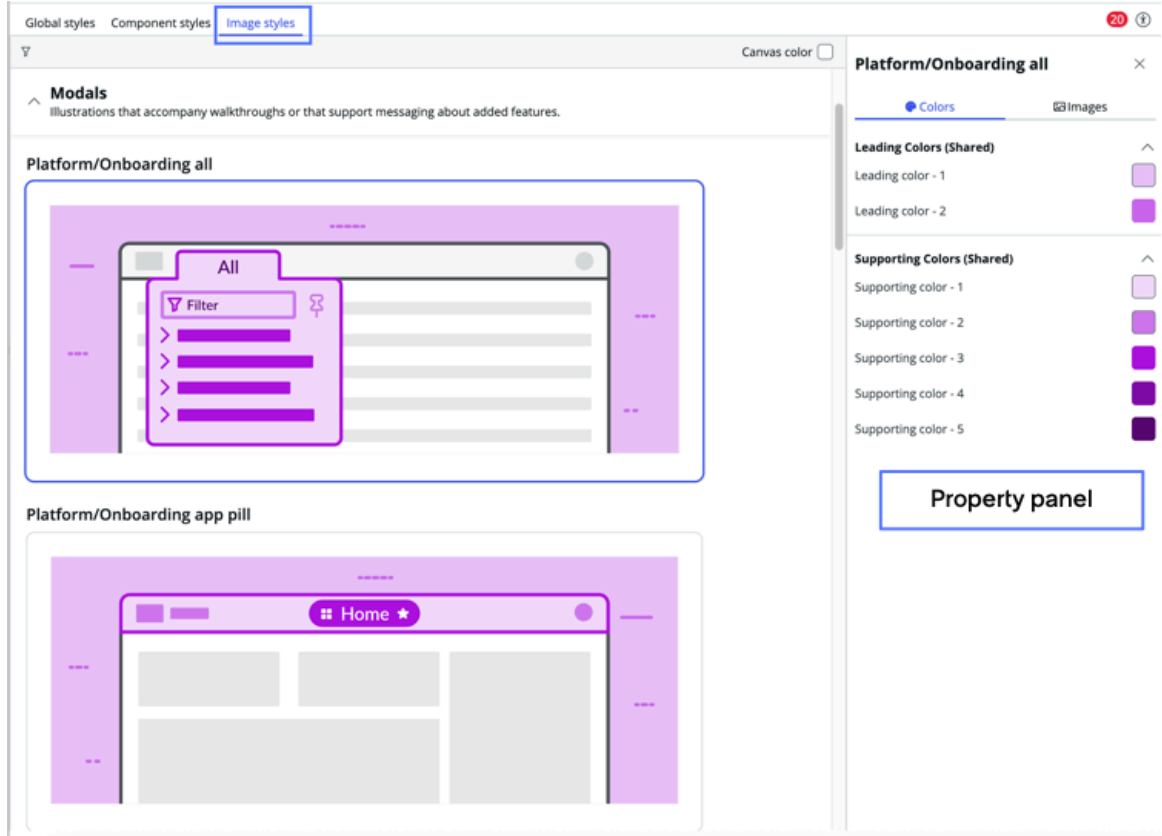 Global styles Component styles Image styles
20
Canvas color
Modals
Illustrations that accompany walkthroughs or that support messaging about added features.
Platform/Onboarding all
All
Filter
Platform/Onboarding app pill
Home
Platform/Onboarding all
Colors Images
Leading Colors (Shared)
Leading color - 1
Leading color - 2
Supporting Colors (Shared)
Supporting color - 1
Supporting color - 2
Supporting color - 3
Supporting color - 4
Supporting color - 5
Property panel